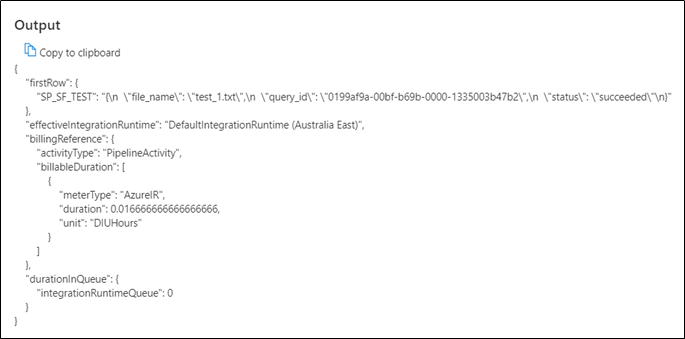 Output
Copy to clipboard
{
"firstRow": {
"SP_SF_TEST": "{\n \"file_name\": \"test_1.txt\",\n \"query_id\": \"0199af9a-00bf-b69b-0000-1335003b47b2\",\n \"status\": \"succeeded\"\n}"
},
"effectiveIntegrationRuntime": "DefaultIntegrationRuntime (Australia East)",
"billingReference": {
"activityType": "PipelineActivity",
"billableDuration": [
{
"meterType": "AzureIR",
"duration": 0.016666666666666666,
"unit": "DIUHours"
}
]
},
"durationInQueue": {
"integrationRuntimeQueue": 0
}
}